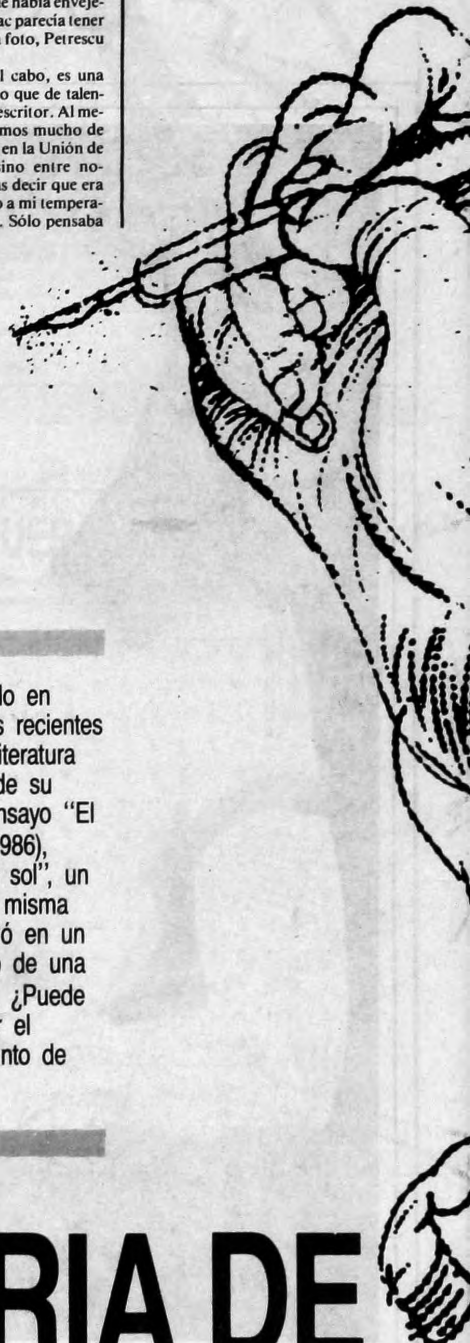 ac parecía tener
foto, Petrescu
l cabo, es una
o que de talen-
escritor. Al me-
mos mucho de
en la Unión de
ino entre no-
s decir que era
o a mi tempera-
. Sólo pensaba
lo en
s recientes
iteratura
de su
nsayo "El
986),
sol", un
misma
ó en un
o de una
¿Puede
r el
nto de
RIA DE